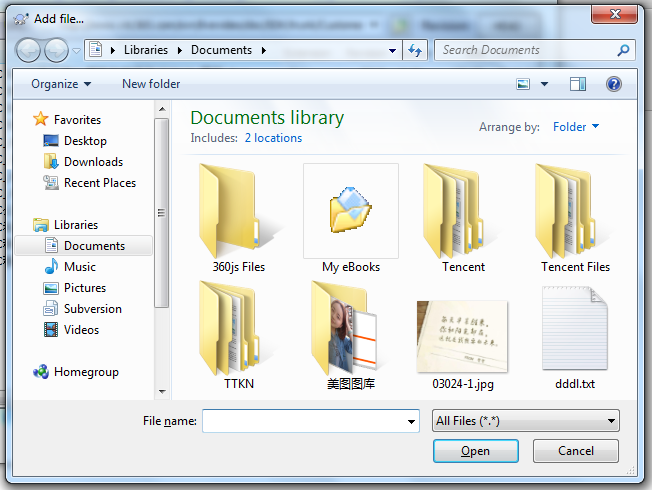 Add file...
Libraries
Documents
Search Documents
Organize
New folder
Favorites
Desktop
Downloads
Recent Places
Libraries
Documents
Music
Pictures
Subversion
Videos
Homegroup
Documents library
Includes: 2 locations
Arrange by: Folder
360js Files
My eBooks
Tencent
Tencent Files
TTKN
美图图库
03024-1.jpg
dddl.txt
File name:
All Files (*.*)
Open
Cancel